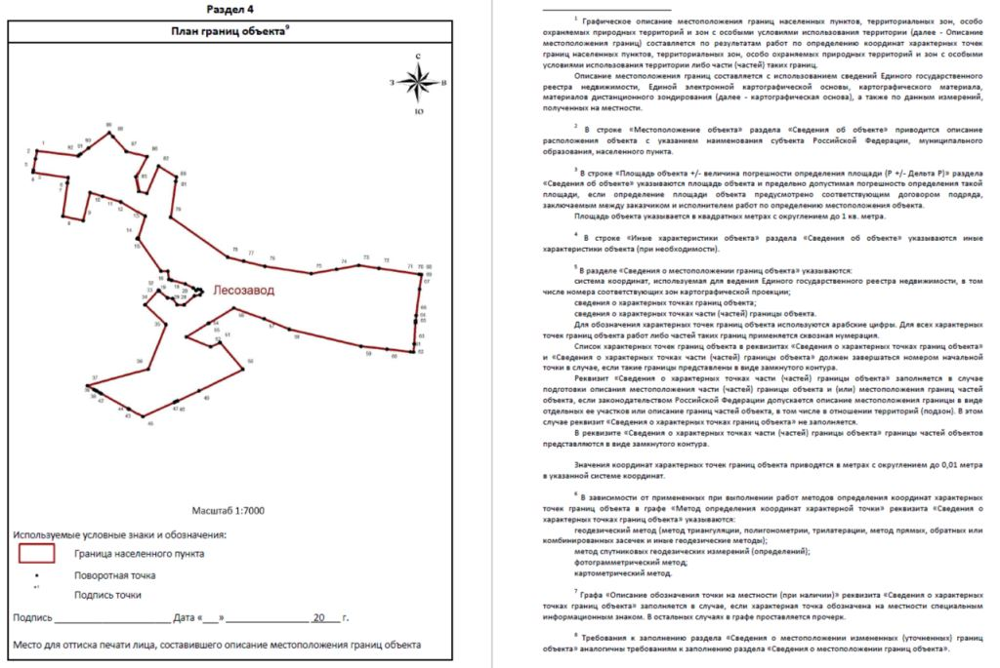 Раздел 4
План границ объекта⁹
С
З
В
Ю
Лесозавод
Масштаб 1:7000
Используемые условные знаки и обозначения:
Граница населенного пункта
Поворотная точка
Подпись точки
Подпись ____________________ Дата «___» ______________ 20___ г.
Место для оттиска печати лица, составившего описание местоположения границ объекта
¹ Графическое описание местоположения границ населенных пунктов, территориальных зон, особо
охраняемых природных территорий и зон с особыми условиями использования территории (далее - Описание
местоположения границ) составляется по результатам работ по определению координат характерных точек
границ населенных пунктов, территориальных зон, особо охраняемых природных территорий и зон с особыми
условиями использования территории либо части (частей) таких границ.
Описание местоположения границ составляется с использованием сведений Единого государственного
реестра недвижимости, Единой электронной картографической основы, картографического материала,
материалов дистанционного зондирования (далее - картографическая основа), а также по данным измерений,
полученных на местности.
² В строке «Местоположение объекта» раздела «Сведения об объекте» приводится описание
расположения объекта с указанием наименования субъекта Российской Федерации, муниципального
образования, населенного пункта.
³ В строке «Площадь объекта +/- величина погрешности определения площади (Р +/- Дельта Р)» раздела
«Сведения об объекте» указываются площадь объекта и предельно допустимая погрешность определения такой
площади, если определение площади объекта предусмотрено соответствующим договором подряда,
заключаемым между заказчиком и исполнителем работ по определению местоположения объекта.
Площадь объекта указывается в квадратных метрах с округлением до 1 кв. метра.
⁴ В строке «Иные характеристики объекта» раздела «Сведения об объекте» указываются иные
характеристики объекта (при необходимости).
⁵ В разделе «Сведения о местоположении границ объекта» указываются:
система координат, используемая для ведения Единого государственного реестра недвижимости, в том
числе номера соответствующих зон картографической проекции;
сведения о характерных точках границ объекта;
сведения о характерных точках части (частей) границы объекта.
Для обозначения характерных точек границ объекта используются арабские цифры. Для всех характерных
точек границ объекта работ либо частей таких границ применяется сквозная нумерация.
Список характерных точек границ объекта в реквизитах «Сведения о характерных точках границ объекта»
и «Сведения о характерных точках части (частей) границы объекта» должен завершаться номером начальной
точки в случае, если такие границы представлены в виде замкнутого контура.
Реквизит «Сведения о характерных точках части (частей) границы объекта» заполняется в случае
подготовки описания местоположения части (частей) границы объекта и (или) местоположения границ частей
объекта, если законодательством Российской Федерации допускается описание местоположения границы в виде
отдельных ее участков или описание границ частей объекта, в том числе в отношении территорий (подзон). В этом
случае реквизит «Сведения о характерных точках границ объекта» не заполняется.
В реквизите «Сведения о характерных точках части (частей) границы объекта» границы частей объектов
представляются в виде замкнутого контура.
Значения координат характерных точек границ объекта приводятся в метрах с округлением до 0,01 метра
в указанной системе координат.
⁶ В зависимости от примененных при выполнении работ методов определения координат характерных
точек границ объекта в графе «Метод определения координат характерной точки» реквизита «Сведения о
характерных точках границ объекта» указываются:
геодезический метод (метод триангуляции, полигонометрии, трилатерации, метод прямых, обратных или
комбинированных засечек и иные геодезические методы);
метод спутниковых геодезических измерений (определений);
фотограмметрический метод;
картометрический метод.
⁷ Графа «Описание обозначения точки на местности (при наличии)» реквизита «Сведения о характерных
точках границ объекта» заполняется в случае, если характерная точка обозначена на местности специальным
информационным знаком. В остальных случаях в графе проставляется прочерк.
⁸ Требования к заполнению раздела «Сведения о местоположении измененных (уточненных) границ
объекта» аналогичны требованиям к заполнению раздела «Сведения о местоположении границ объекта».